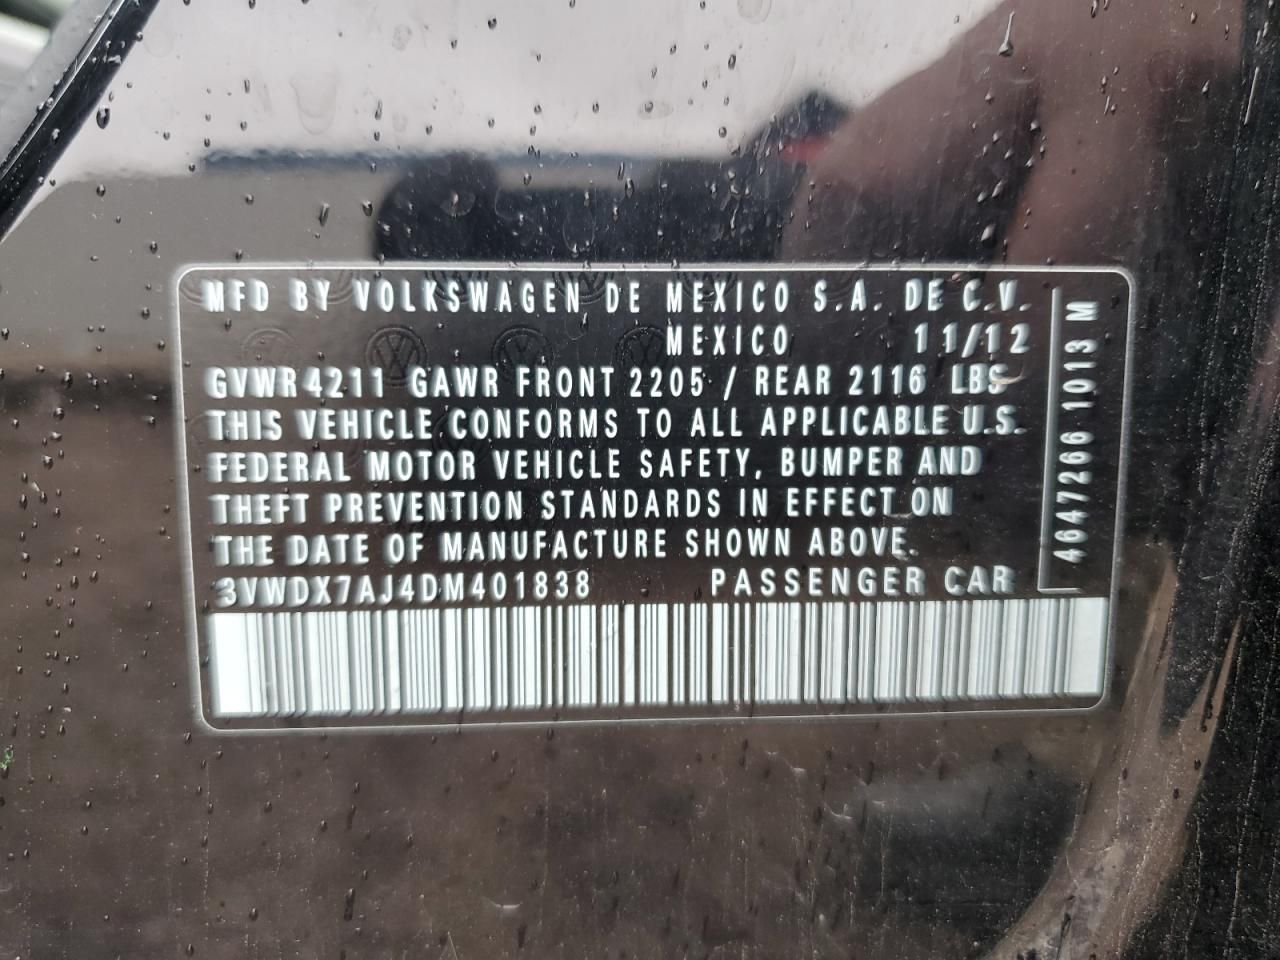 MFD BY VOLKSWAGEN DE MEXICO S.A. DE C.V.
MEXICO 11/12
GVWR 4211 GAWR FRONT 2205 / REAR 2116 LBS
THIS VEHICLE CONFORMS TO ALL APPLICABLE U.S.
FEDERAL MOTOR VEHICLE SAFETY, BUMPER AND
THEFT PREVENTION STANDARDS IN EFFECT ON
THE DATE OF MANUFACTURE SHOWN ABOVE.
3VWDX7AJ4DM401838 PASSENGER CAR
4647266 1013 M